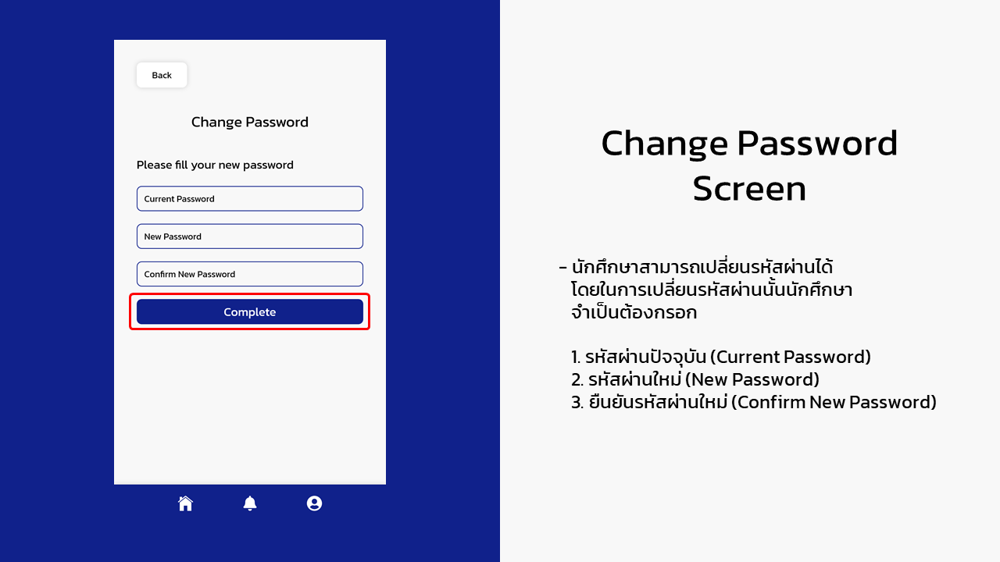 Back
Change Password
Please fill your new password
Current Password
New Password
Confirm New Password
Complete
Change Password
Screen
- นักศึกษาสามารถเปลี่ยนรหัสผ่านได้
โดยในการเปลี่ยนรหัสผ่านนั้นนักศึกษา
จำเป็นต้องกรอก
1. รหัสผ่านปัจจุบัน (Current Password)
2. รหัสผ่านใหม่ (New Password)
3. ยืนยันรหัสผ่านใหม่ (Confirm New Password)